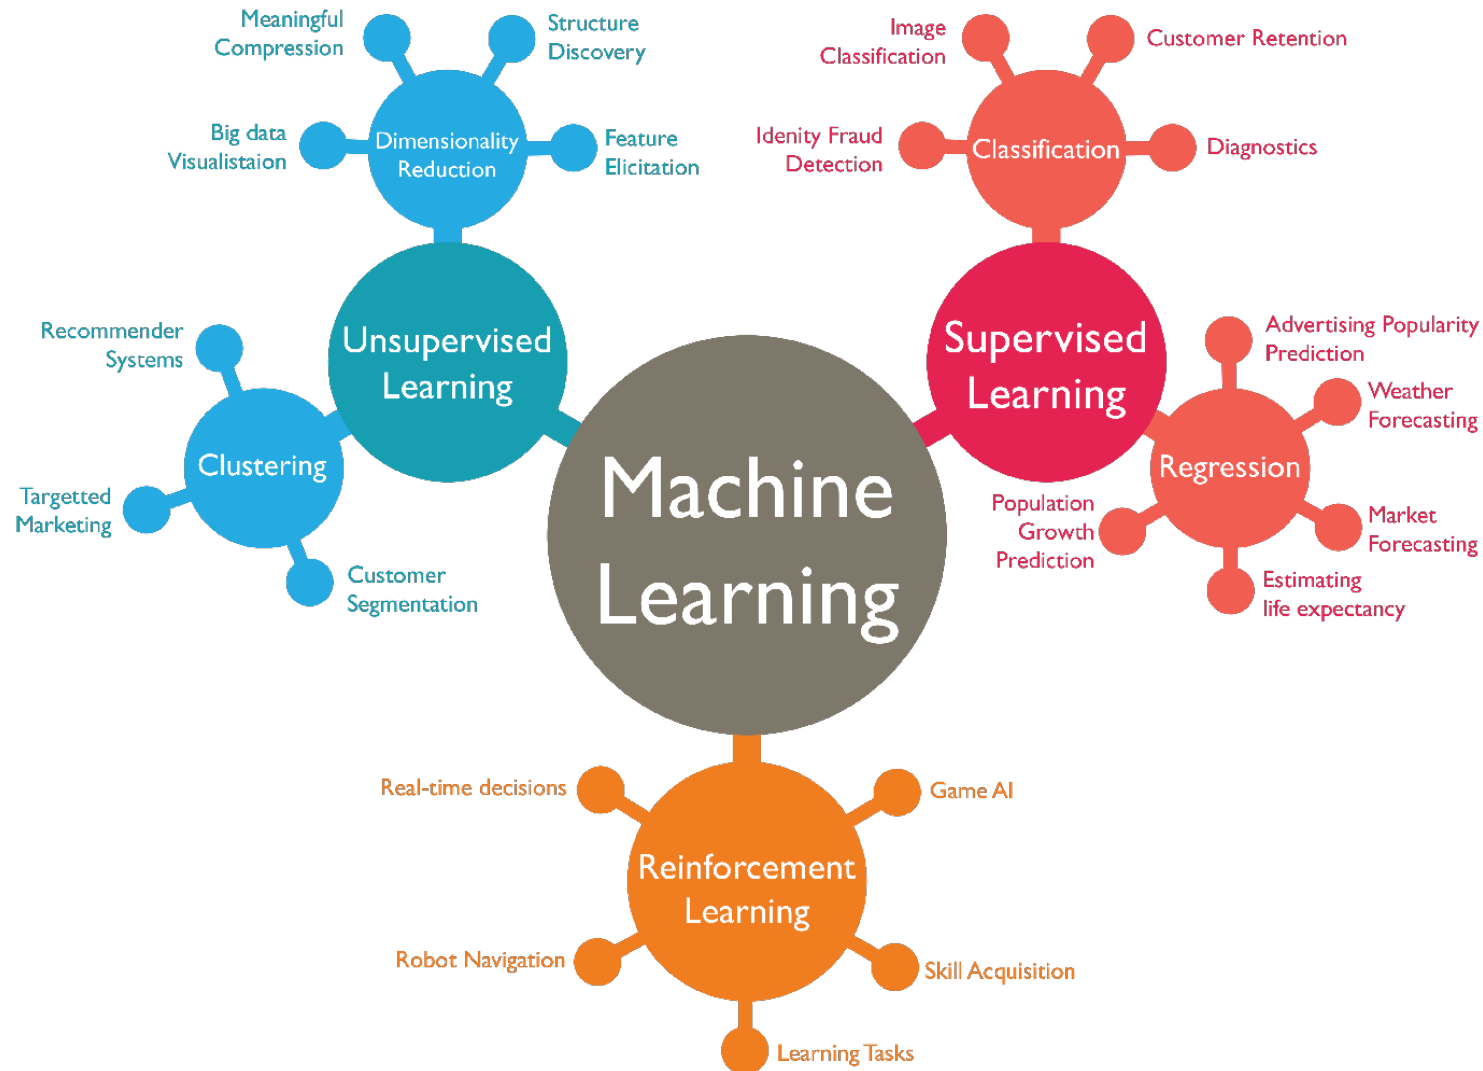 Meaningful
Compression
Structure
Discovery
Big data
Visualistaion
Dimensionality
Reduction
Feature
Elicitation
Image
Classification
Customer Retention
Idenity Fraud
Detection
Classification
Diagnostics
Unsupervised
Learning
Recommender
Systems
Clustering
Targetted
Marketing
Customer
Segmentation
Supervised
Learning
Advertising Popularity
Prediction
Weather
Forecasting
Regression
Population
Growth
Prediction
Market
Forecasting
Estimating
life expectancy
Machine
Learning
Real-time decisions
Game AI
Reinforcement
Learning
Robot Navigation
Skill Acquisition
Learning Tasks